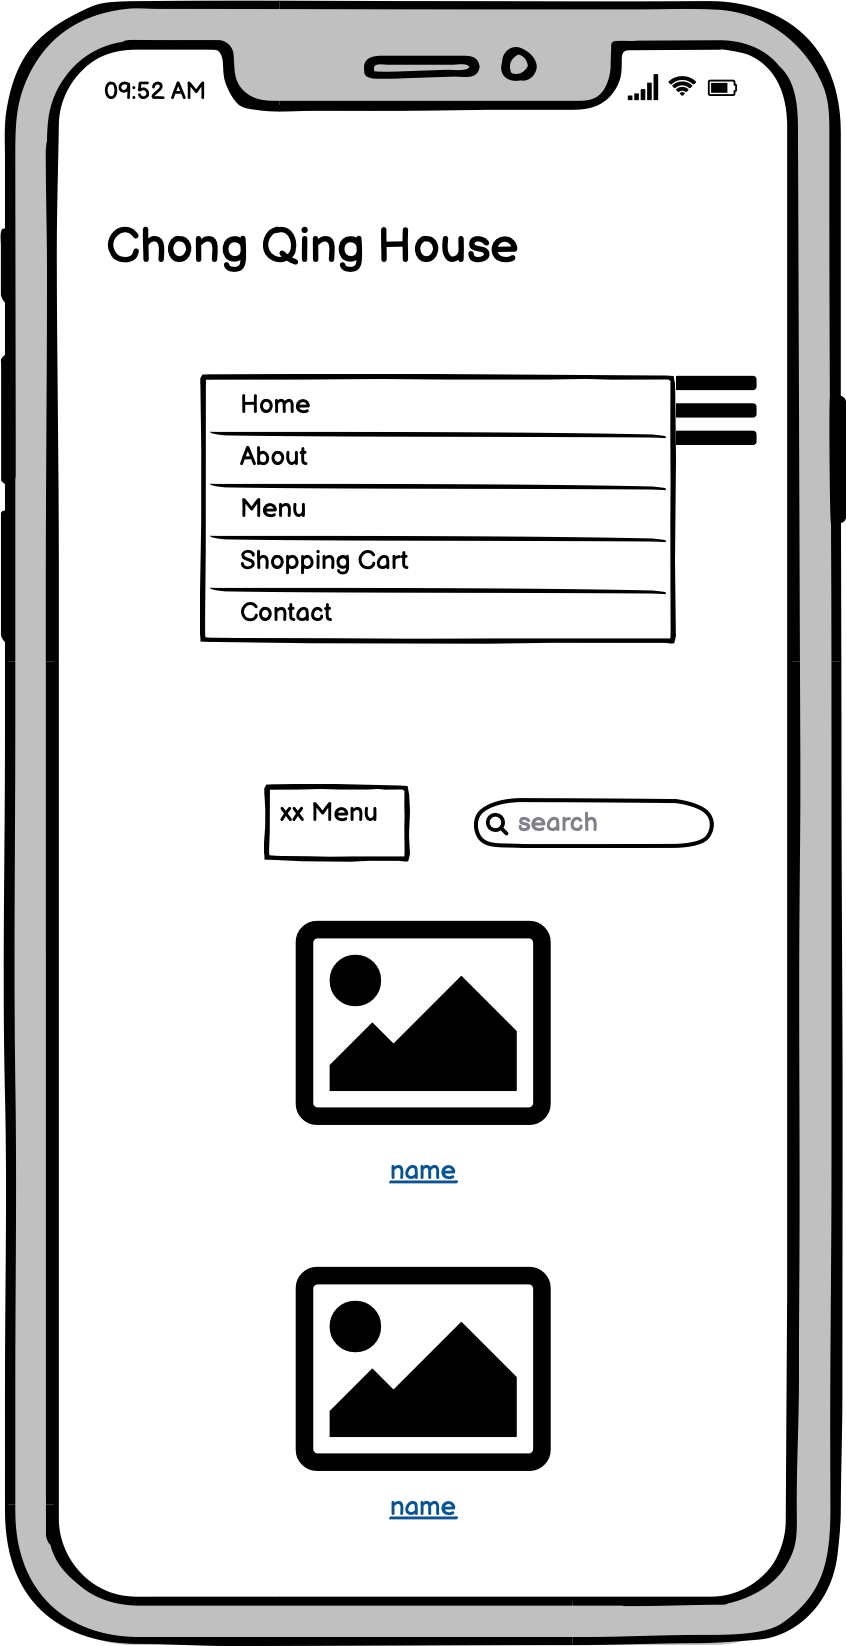 09:52 AM
Chong Qing House
Home
About
Menu
Shopping Cart
Contact
xx Menu
search
name
name